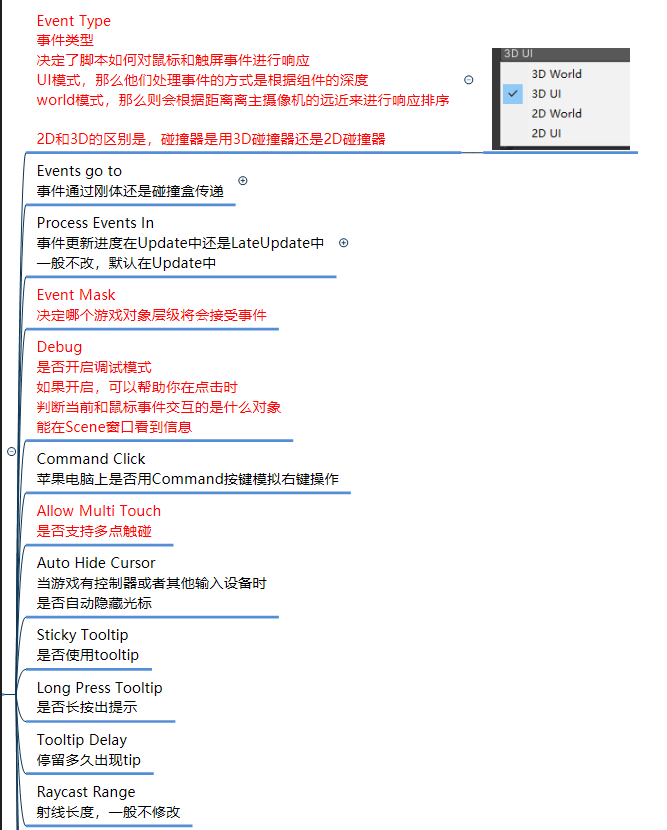 Event Type
事件类型
决定了脚本如何对鼠标和触屏事件进行响应
UI模式，那么他们处理事件的方式是根据组件的深度
world模式，那么则会根据距离离主摄像机的远近来进行响应排序
2D和3D的区别是，碰撞器是用3D碰撞器还是2D碰撞器
3D UI
3D World
3D UI
2D World
2D UI
Events go to
事件通过刚体还是碰撞盒传递
Process Events In
事件更新进度在Update中还是LateUpdate中
一般不改，默认在Update中
Event Mask
决定哪个游戏对象层级将会接受事件
Debug
是否开启调试模式
如果开启，可以帮助你在点击时
判断当前和鼠标事件交互的是什么对象
能在Scene窗口看到信息
Command Click
苹果电脑上是否用Command按键模拟右键操作
Allow Multi Touch
是否支持多点触碰
Auto Hide Cursor
当游戏有控制器或者其他输入设备时
是否自动隐藏光标
Sticky Tooltip
是否使用tooltip
Long Press Tooltip
是否长按出提示
Tooltip Delay
停留多久出现tip
Raycast Range
射线长度，一般不修改